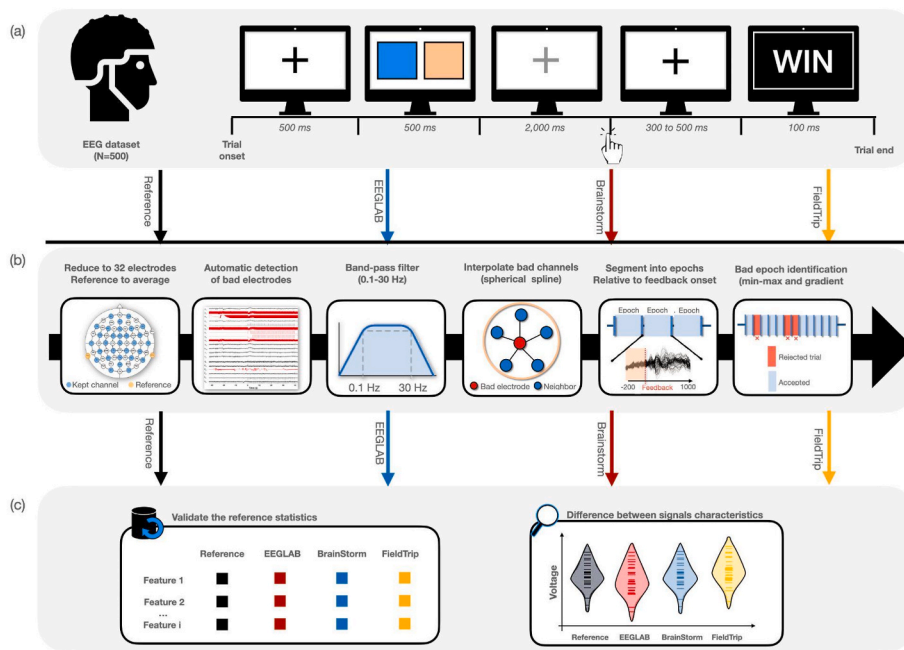 (a)
WIN
500 ms
500 ms
2,000 ms
300 to 500 ms
100 ms
EEG dataset
(N=500)
Trial
onset
Trial end
Reference
EEGLAB
Brainstorm
FieldTrip
(b)
Reduce to 32 electrodes
Reference to average
Automatic detection
of bad electrodes
Band-pass filter
(0.1-30 Hz)
Interpolate bad channels
(spherical spline)
Segment into epochs
Relative to feedback onset
Bad epoch identification
(min-max and gradient
Kept channel
Reference
0.1 Hz
30 Hz
Bad electrode
Neighbor
Epoch
Epoch
Epoch
-200
Feedback
1000
Rejected trial
Accepted
Reference
EEGLAB
Brainstorm
FieldTrip
(c)
Validate the reference statistics
Reference EEGLAB BrainStorm FieldTrip
Feature 1
Feature 2
...
Feature i
Difference between signals characteristics
Voltage
Reference EEGLAB BrainStorm FieldTrip